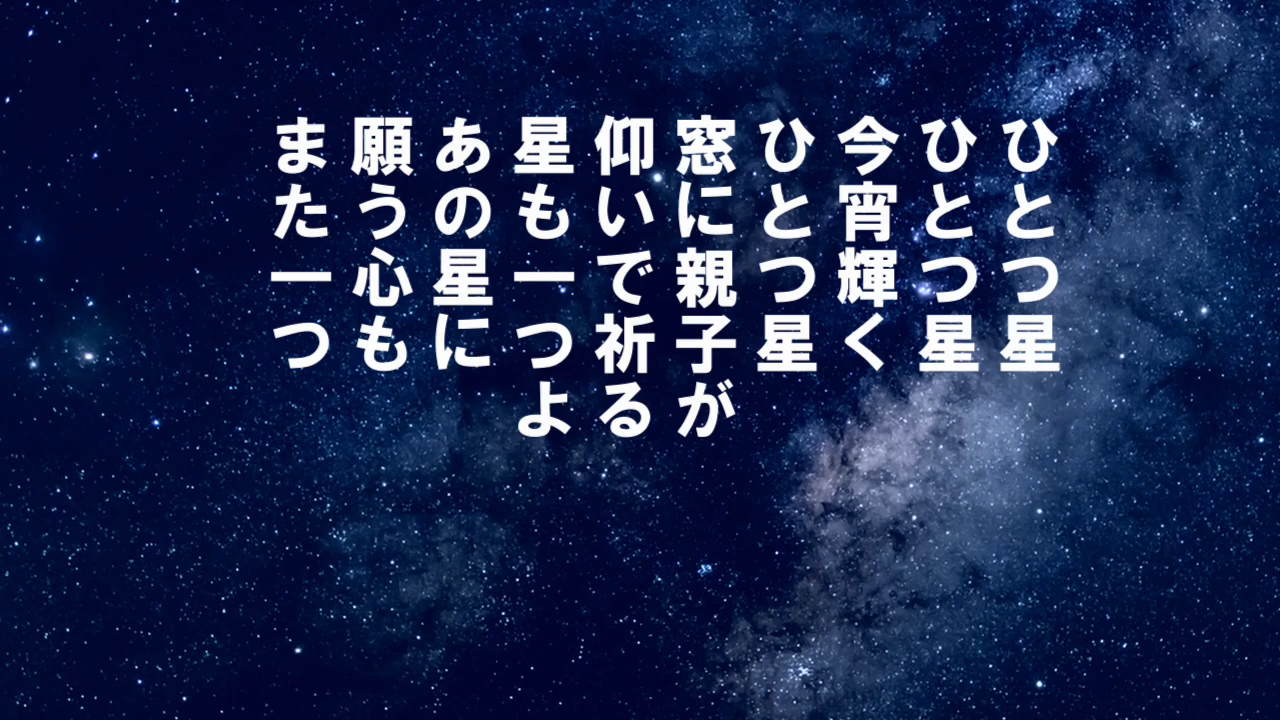 ひとつ星
ひとつ星
今宵輝く
ひとつ星
窓に親子が
仰いで祈る
星も一つよ
あの星に
願う心も
また一つ